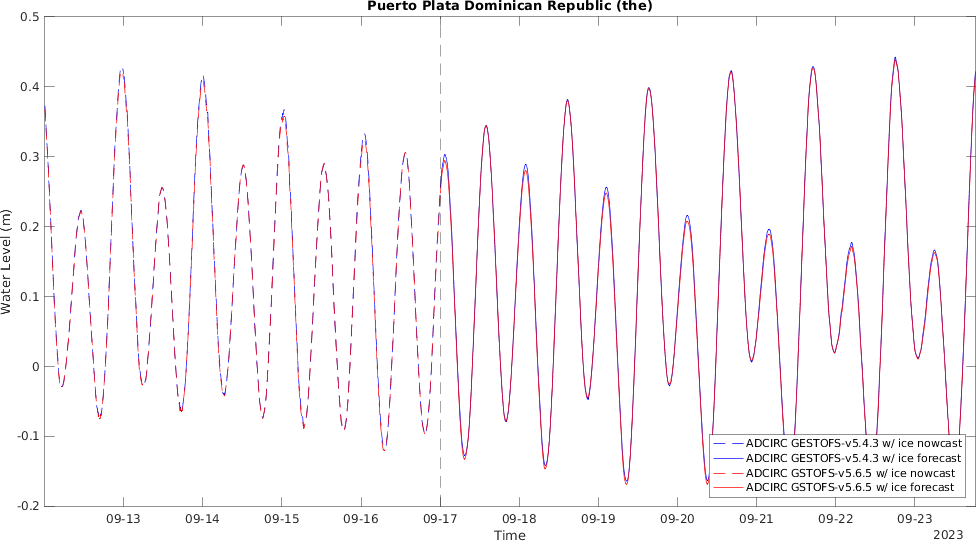 Puerto Plata Dominican Republic (the)
Water Level (m)
0.5
0.4
0.3
0.2
0.1
0
-0.1
-0.2
ADCIRC GESTOFS-v5.4.3 w/ ice nowcast
ADCIRC GESTOFS-v5.4.3 w/ ice forecast
ADCIRC GSTOFS-v5.6.5 w/ ice nowcast
ADCIRC GSTOFS-v5.6.5 w/ ice forecast
09-13 09-14 09-15 09-16 09-17 09-18 09-19 09-20 09-21 09-22 09-23
Time
2023